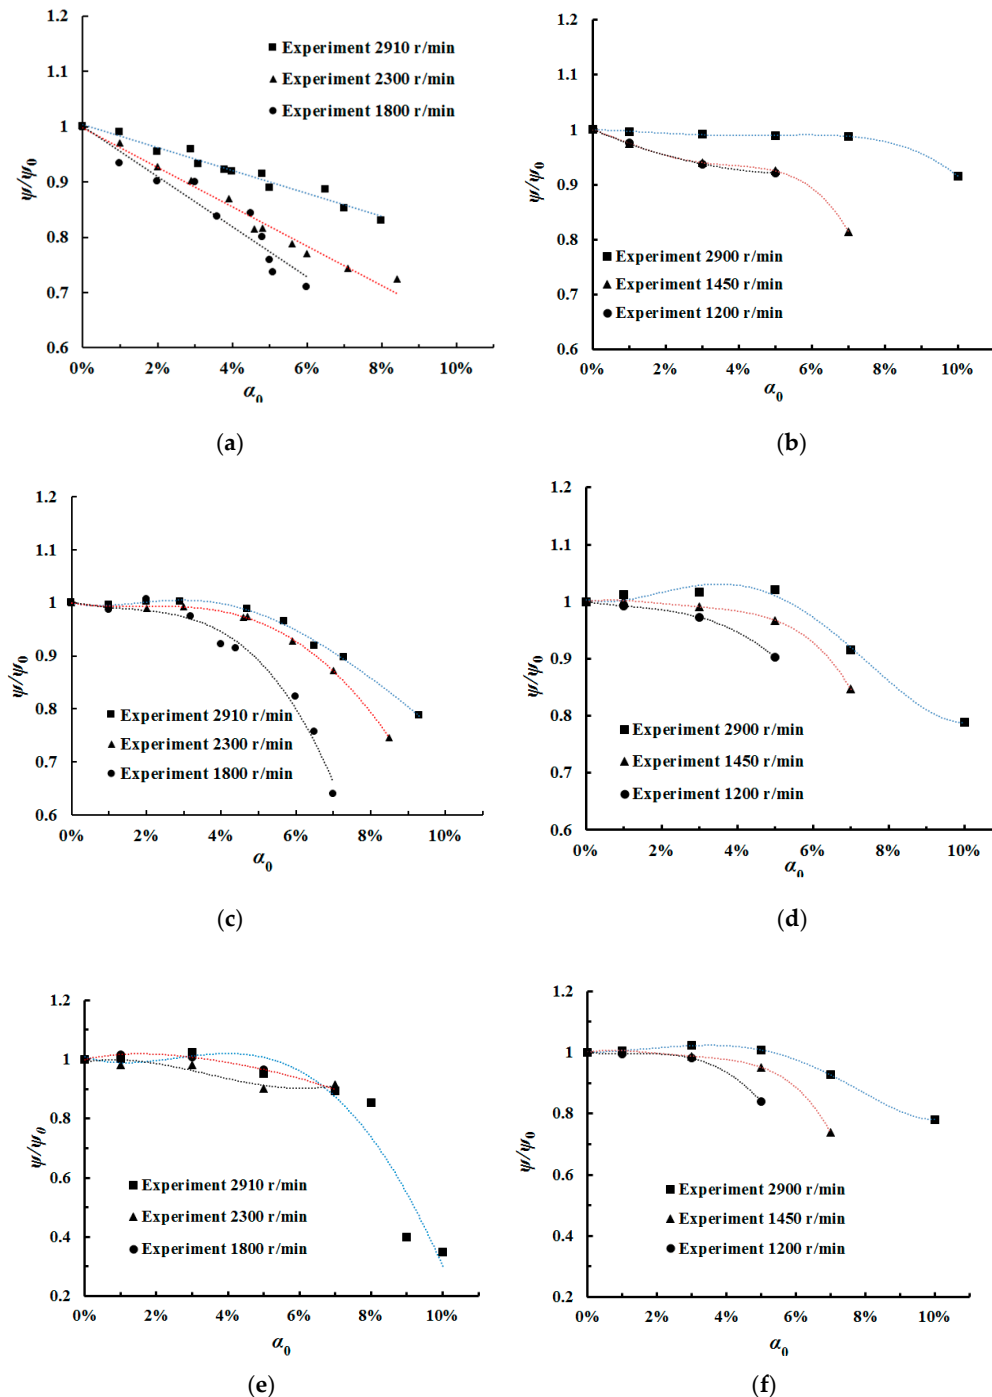 1.2
1.1
1
0.9
0.8
0.7
0.6
ψ/ψ0
Experiment 2910 r/min
Experiment 2300 r/min
Experiment 1800 r/min
0% 2% 4% 6% 8% 10%
α0
(a)
1.2
1.1
1
0.9
0.8
0.7
0.6
ψ/ψ0
Experiment 2900 r/min
Experiment 1450 r/min
Experiment 1200 r/min
0% 2% 4% 6% 8% 10%
α0
(b)
1.2
1.1
1
0.9
0.8
0.7
0.6
ψ/ψ0
Experiment 2910 r/min
Experiment 2300 r/min
Experiment 1800 r/min
0% 2% 4% 6% 8% 10%
α0
(c)
1.2
1.1
1
0.9
0.8
0.7
0.6
ψ/ψ0
Experiment 2900 r/min
Experiment 1450 r/min
Experiment 1200 r/min
0% 2% 4% 6% 8% 10%
α0
(d)
1.2
1
0.8
0.6
0.4
0.2
ψ/ψ0
Experiment 2910 r/min
Experiment 2300 r/min
Experiment 1800 r/min
0% 2% 4% 6% 8% 10%
α0
(e)
1.2
1
0.8
0.6
0.4
0.2
ψ/ψ0
Experiment 2900 r/min
Experiment 1450 r/min
Experiment 1200 r/min
0% 2% 4% 6% 8% 10%
α0
(f)